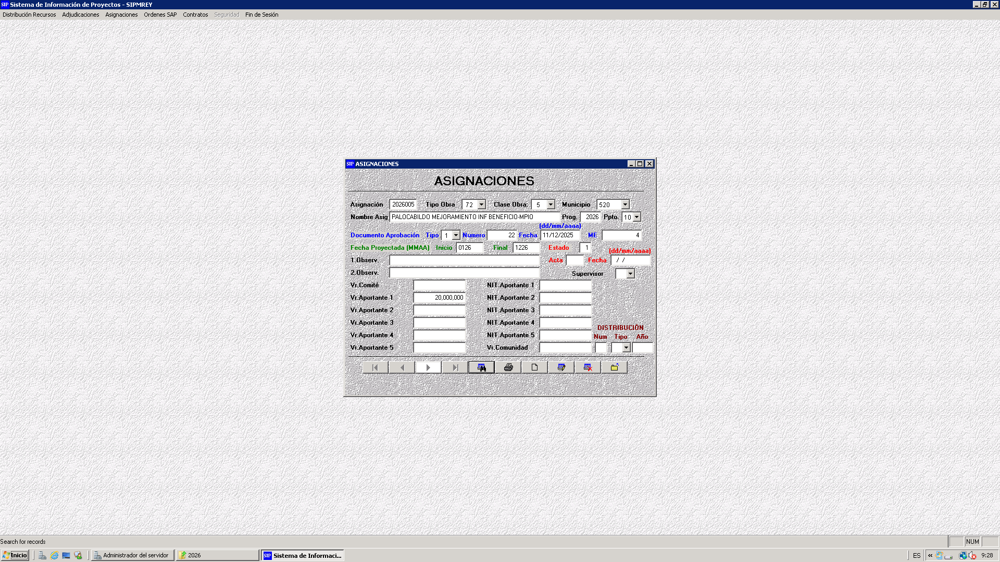 SIP Sistema de Información de Proyectos - SIPMREY
Distribución Recursos Adjudicaciones Asignaciones Ordenes SAP Contratos Seguridad Fin de Sesión
SIP ASIGNACIONES
ASIGNACIONES
Asignación 2026005 Tipo Obra 72 Clase Obra: 5 Municipio 520
Nombre Asig PALOCABILDO MEJORAMIENTO INF BENEFICIO-MPIO Prog. 2026 Ppto. 10
(dd/mm/aaaa)
Documento Aprobación Tipo 1 Numero 22 Fecha 11/12/2025 ME 4
Fecha Proyectada (MMAA) Inicio 0126 Final 1226 Estado 1
(dd/mm/aaaa)
1.Observ. Acta Fecha / /
2.Observ. Supervisor
Vr.Comité NIT.Aportante 1
Vr.Aportante 1 20,000,000 NIT.Aportante 2
Vr.Aportante 2 NIT.Aportante 3
Vr.Aportante 3 NIT.Aportante 4
DISTRIBUCIÓN
Vr.Aportante 4 NIT.Aportante 5 Num Tipo Año
Vr.Aportante 5 Vr.Comunidad
Search for records NUM
Inicio Administrador del servidor 2026 SIP Sistema de Informaci... ES « 9:28